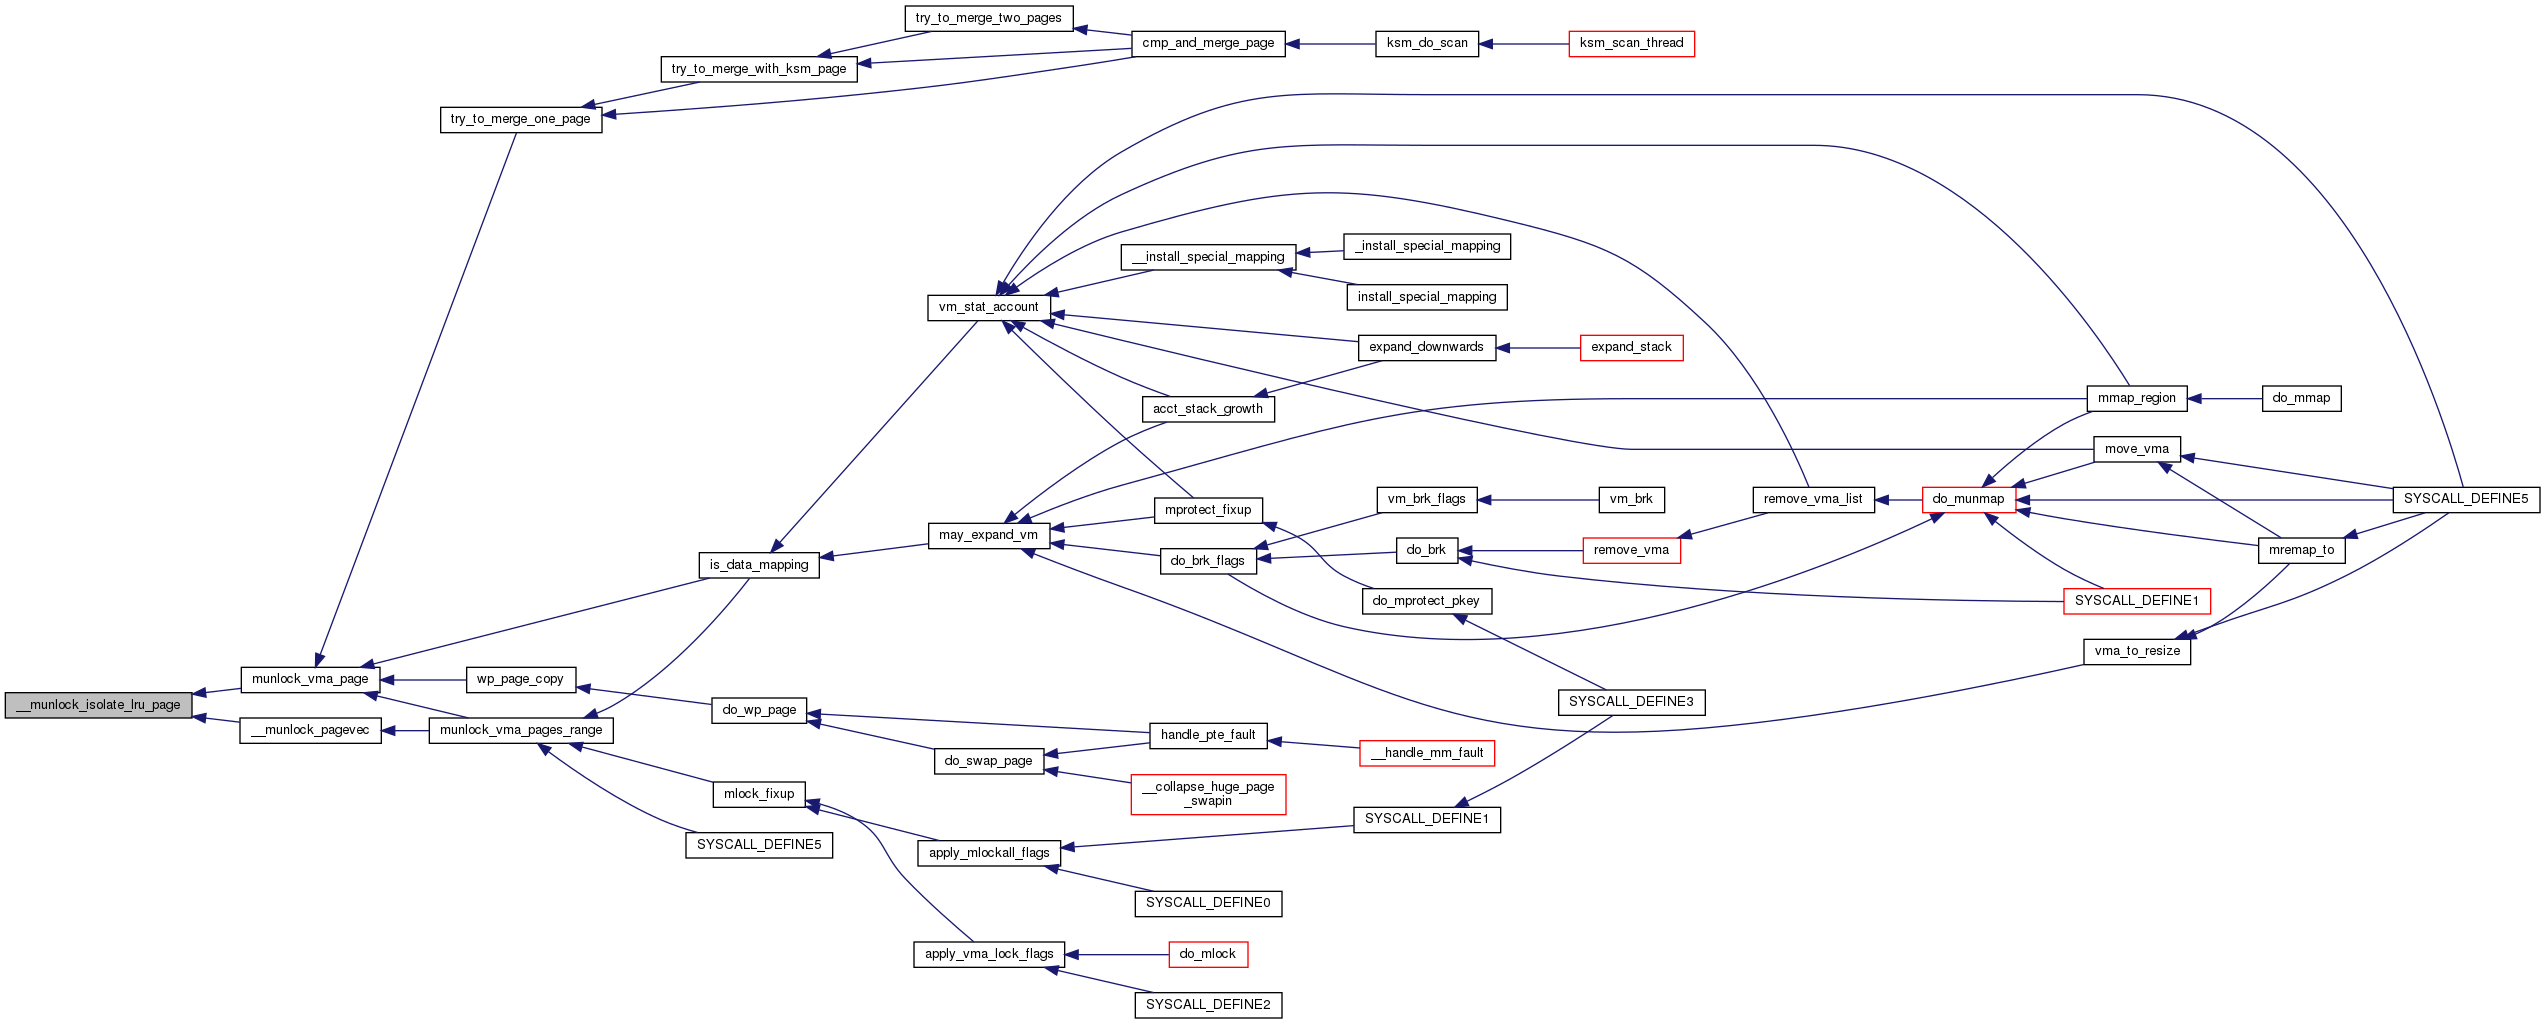 try_to_merge_two_pages
cmp_and_merge_page
ksm_do_scan
ksm_scan_thread
try_to_merge_with_ksm_page
try_to_merge_one_page
_install_special_mapping
__install_special_mapping
install_special_mapping
vm_stat_account
expand_downwards
expand_stack
acct_stack_growth
mmap_region
do_mmap
move_vma
vm_brk_flags
vm_brk
remove_vma_list
do_munmap
SYSCALL_DEFINE5
mprotect_fixup
may_expand_vm
do_brk
remove_vma
mremap_to
is_data_mapping
do_brk_flags
do_mprotect_pkey
SYSCALL_DEFINE1
vma_to_resize
munlock_vma_page
wp_page_copy
__munlock_isolate_lru_page
do_wp_page
SYSCALL_DEFINE3
__munlock_pagevec
munlock_vma_pages_range
handle_pte_fault
__handle_mm_fault
do_swap_page
__collapse_huge_page
_swapin
mlock_fixup
SYSCALL_DEFINE1
SYSCALL_DEFINE5
apply_mlockall_flags
SYSCALL_DEFINE0
apply_vma_lock_flags
do_mlock
SYSCALL_DEFINE2